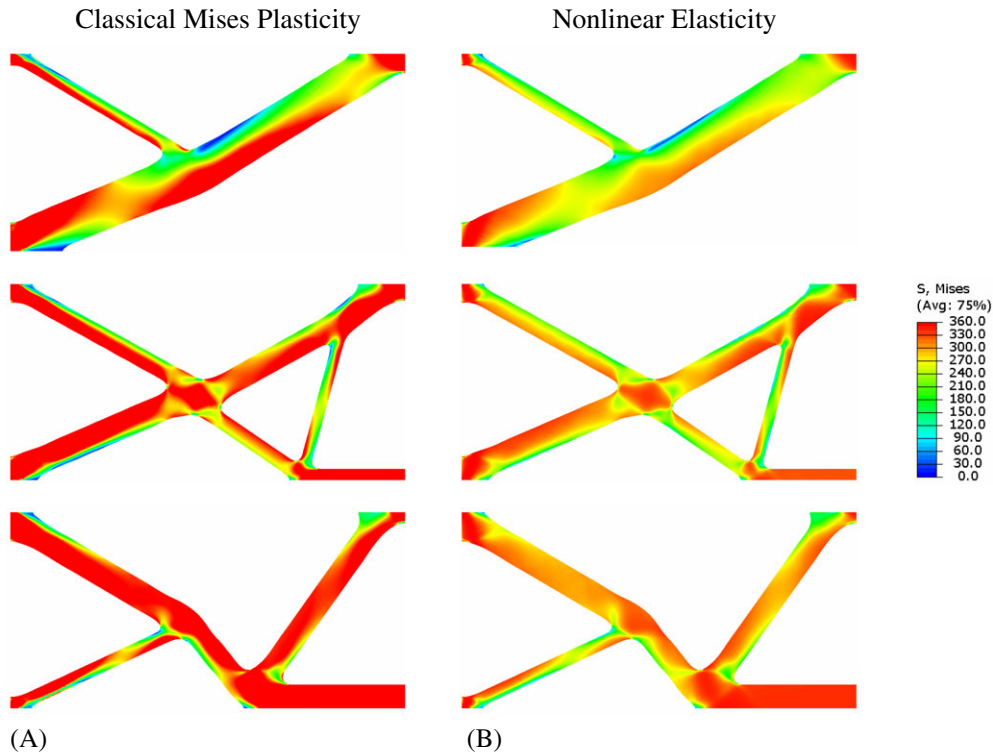 Classical Mises Plasticity
Nonlinear Elasticity
S, Mises
(Avg: 75%)
360.0
330.0
300.0
270.0
240.0
210.0
180.0
150.0
120.0
90.0
60.0
30.0
0.0
(A)
(B)